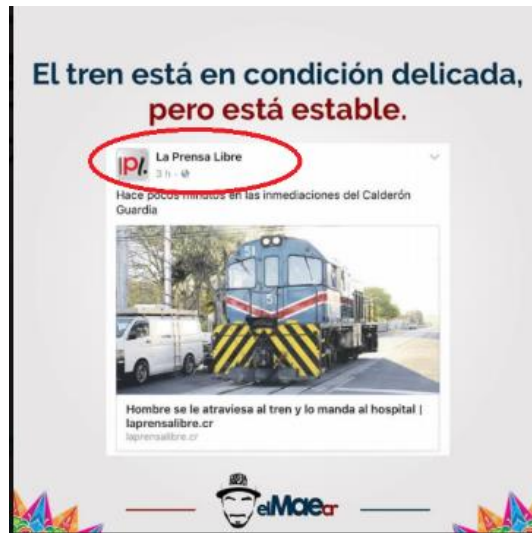 El tren está en condición delicada,
pero está estable.
|P/.
La Prensa Libre
3 h ·
Hace pocos minutos en las inmediaciones del Calderón
Guardia
5
Hombre se le atraviesa al tren y lo manda al hospital |
laprensalibre.cr
laprensalibre.cr
elMaecr